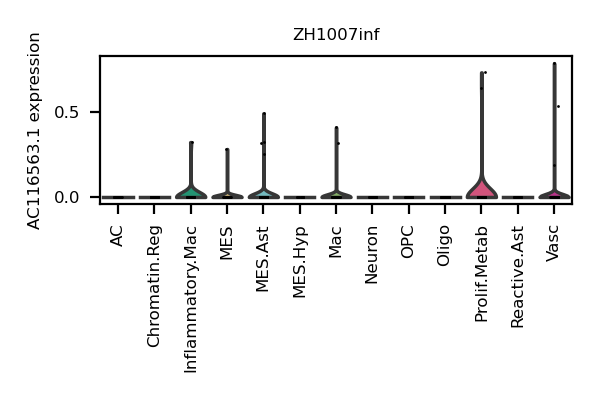 ZH1007inf
AC116563.1 expression
0.5
0.0
AC
Chromatin.Reg
Inflammatory.Mac
MES
MES.Ast
MES.Hyp
Mac
Neuron
OPC
Oligo
Prolif.Metab
Reactive.Ast
Vasc